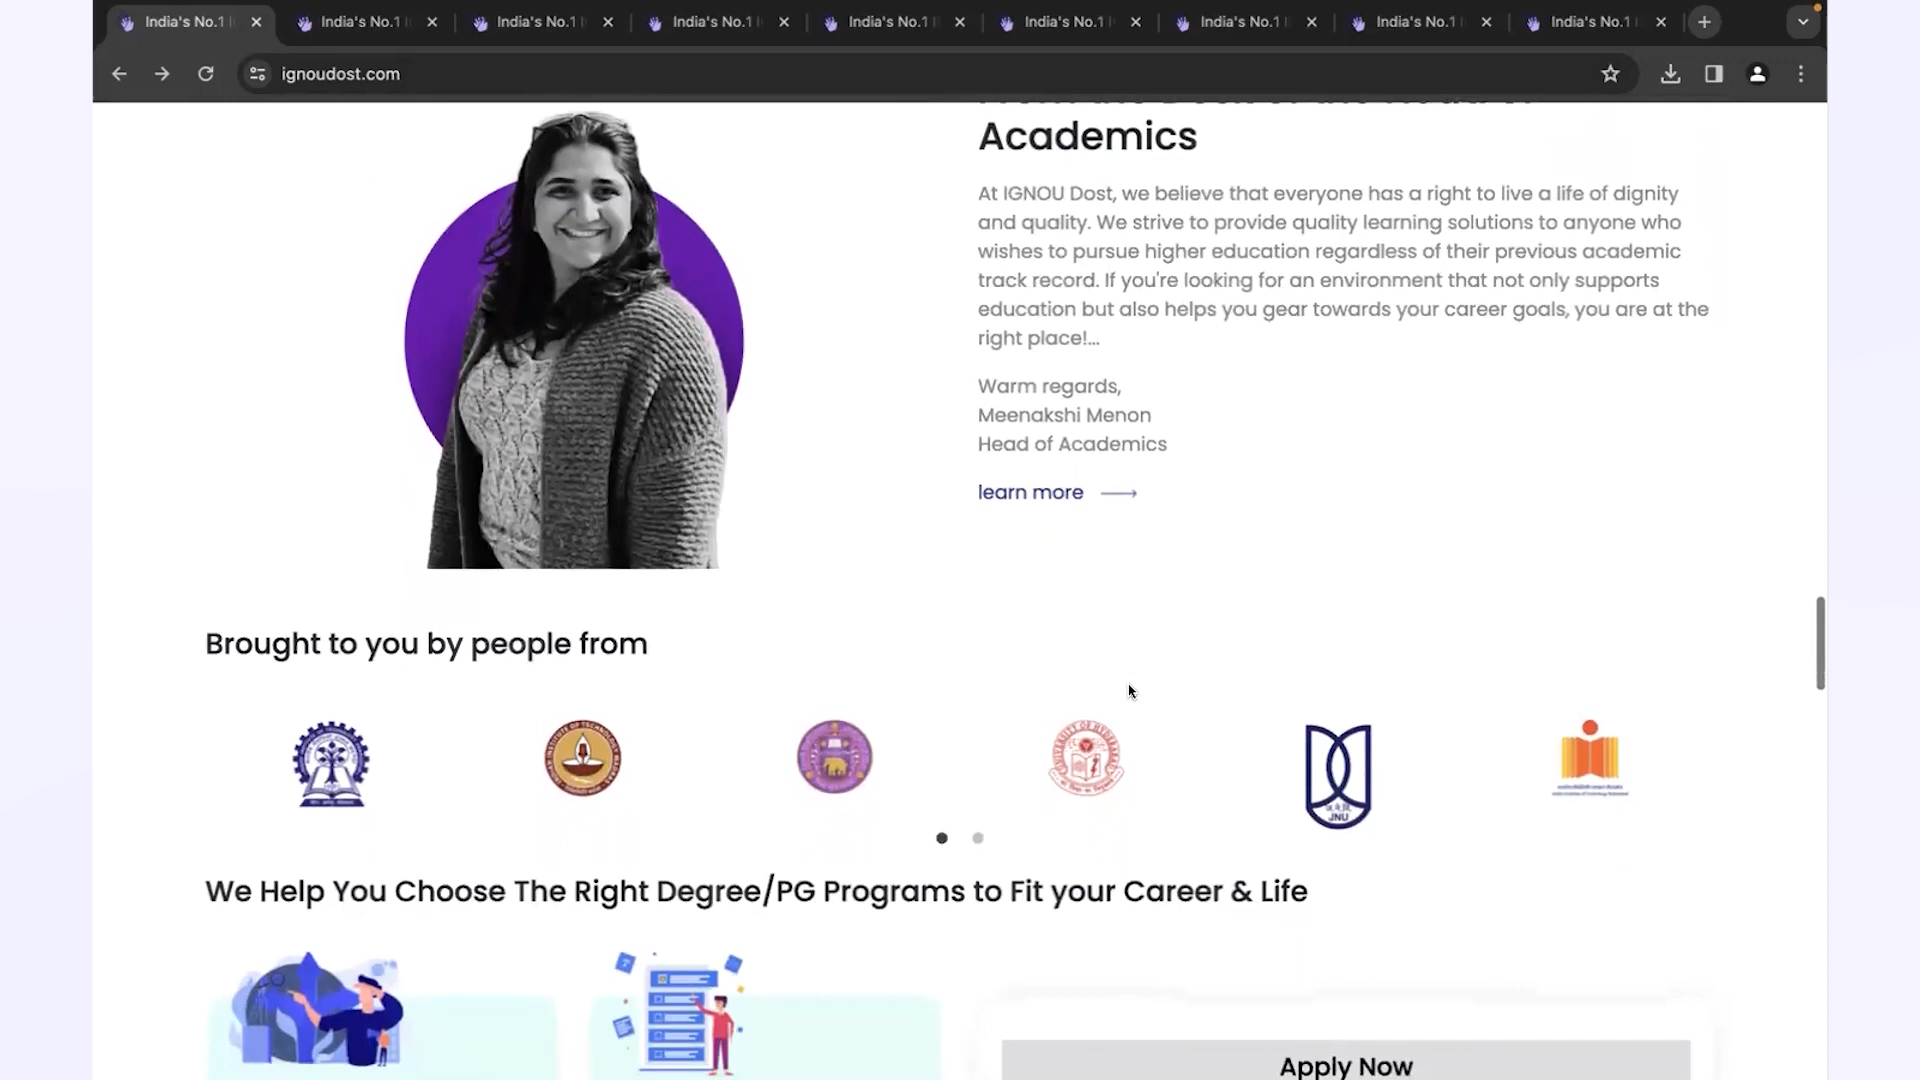 India's No.1
India's No.1
India's No.1
India's No.1
India's No.1
India's No.1
India's No.1
India's No.1
India's No.1
ignoudost.com
Academics
At IGNOU Dost, we believe that everyone has a right to live a life of dignity
and quality. We strive to provide quality learning solutions to anyone who
wishes to pursue higher education regardless of their previous academic
track record. If you're looking for an environment that not only supports
education but also helps you gear towards your career goals, you are at the
right place!...
Warm regards,
Meenakshi Menon
Head of Academics
learn more
Brought to you by people from
UNIVERSITY OF HYDERABAD
JNU
We Help You Choose The Right Degree/PG Programs to Fit your Career & Life
Apply Now